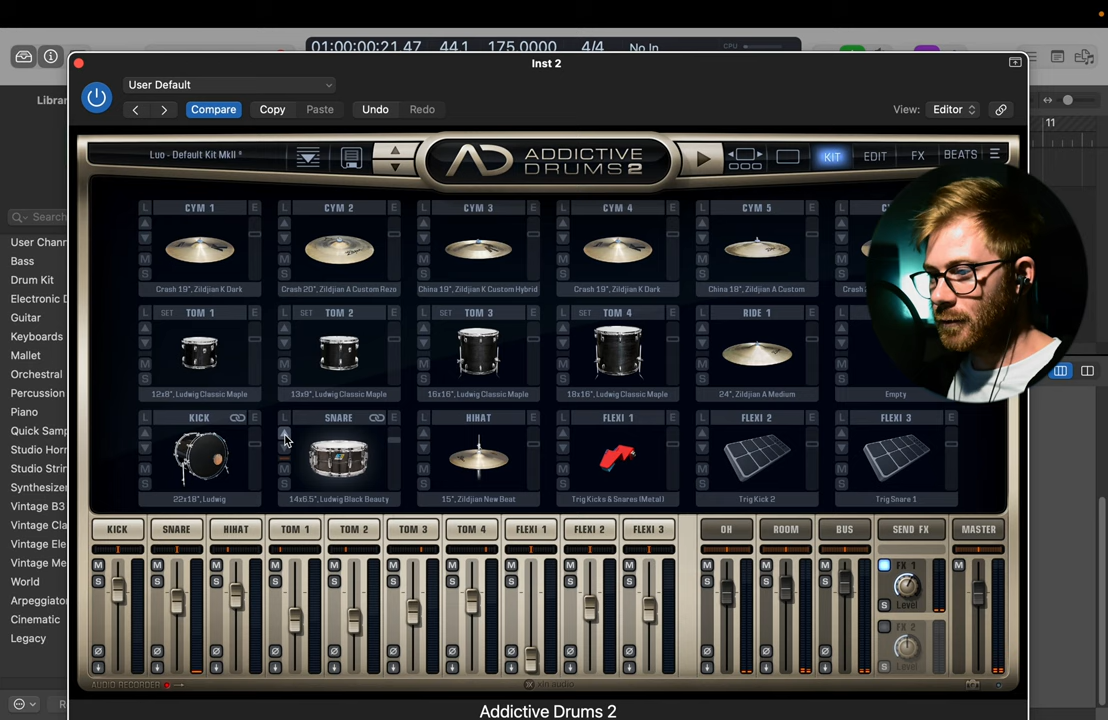 01:00:00:21.47 44.1 175.0000 4/4 No In CPU
Inst 2
User Default
Compare Copy Paste Undo Redo View: Editor
Libra
11
Luo - Default Kit MkII *
ADDICTIVE
DRUMS 2
KIT EDIT FX BEATS
Search
User Chann
Bass
Drum Kit
Electronic D
Guitar
Keyboards
Mallet
Orchestral
Percussion
Piano
Quick Samp
Studio Horn
Studio Strin
Synthesizer
Vintage B3
Vintage Cla
Vintage Ele
Vintage Me
World
Arpeggiato
Cinematic
Legacy
L CYM 1 E L CYM 2 E L CYM 3 E L CYM 4 E L CYM 5 E L CY
M M M M M M
S S S S S S
Crash 19", Zildjian K Dark Crash 20", Zildjian A Custom Rezo China 19", Zildjian K Custom Hybrid Crash 19", Zildjian K Dark China 18", Zildjian A Custom Crash
SET TOM 1 SET TOM 2 TOM 3 SET TOM 4 RIDE 1
M M M M M M
S S S S S S
12x8", Ludwig Classic Maple 13x9", Ludwig Classic Maple 16x16", Ludwig Classic Maple 18x16", Ludwig Classic Maple 24", Zildjian A Medium Empty
L KICK E L SNARE E L HIHAT E L FLEXI 1 E L FLEXI 2 E L FLEXI 3 E
M M M M M M
S S S S S S
22x18", Ludwig 14x6.5", Ludwig Black Beauty 15", Zildjian New Beat Trig Kicks & Snares (Metal) Trig Kick 2 Trig Snare 1
KICK SNARE HIHAT TOM 1 TOM 2 TOM 3 TOM 4 FLEXI 1 FLEXI 2 FLEXI 3 OH ROOM BUS SEND FX MASTER
M M M M M M M M M M M M M FX 1 M
S S S S S S S S S S S S S
S Level
FX 2
S Level
AUDIO RECORDER xln audio
R
Addictive Drums 2